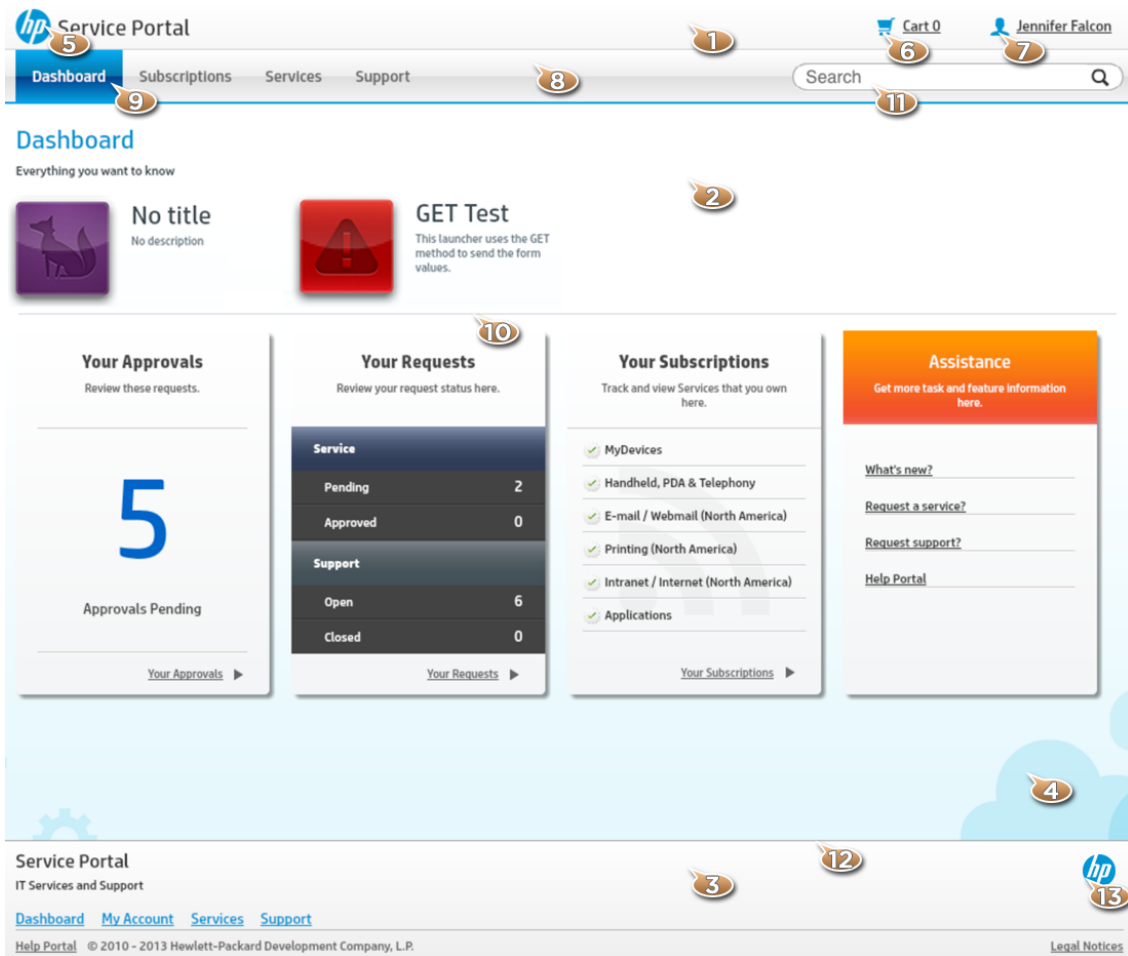 hp Service Portal
Cart 0
Jennifer Falcon
5
1
6
7
Dashboard Subscriptions Services Support
Search
8
9
11
Dashboard
Everything you want to know
2
No title
No description
GET Test
This launcher uses the GET
method to send the form
values.
10
Your Approvals
Review these requests.
5
Approvals Pending
Your Approvals
Your Requests
Review your request status here.
Service
Pending 2
Approved 0
Support
Open 6
Closed 0
Your Requests
Your Subscriptions
Track and view Services that you own
here.
MyDevices
Handheld, PDA & Telephony
E-mail / Webmail (North America)
Printing (North America)
Intranet / Internet (North America)
Applications
Your Subscriptions
Assistance
Get more task and feature information
here.
What's new?
Request a service?
Request support?
Help Portal
4
12
Service Portal
IT Services and Support
3
hp
13
Dashboard My Account Services Support
Help Portal © 2010 - 2013 Hewlett-Packard Development Company, L.P.
Legal Notices